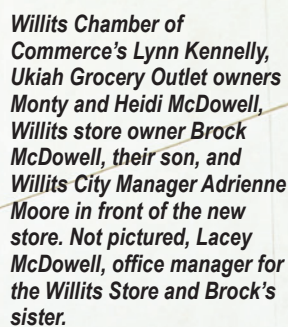 Willits Chamber of
Commerce's Lynn Kennelly,
Ukiah Grocery Outlet owners
Monty and Heidi McDowell,
Willits store owner Brock
McDowell, their son, and
Willits City Manager Adrienne
Moore in front of the new
store. Not pictured, Lacey
McDowell, office manager for
the Willits Store and Brock's
sister.